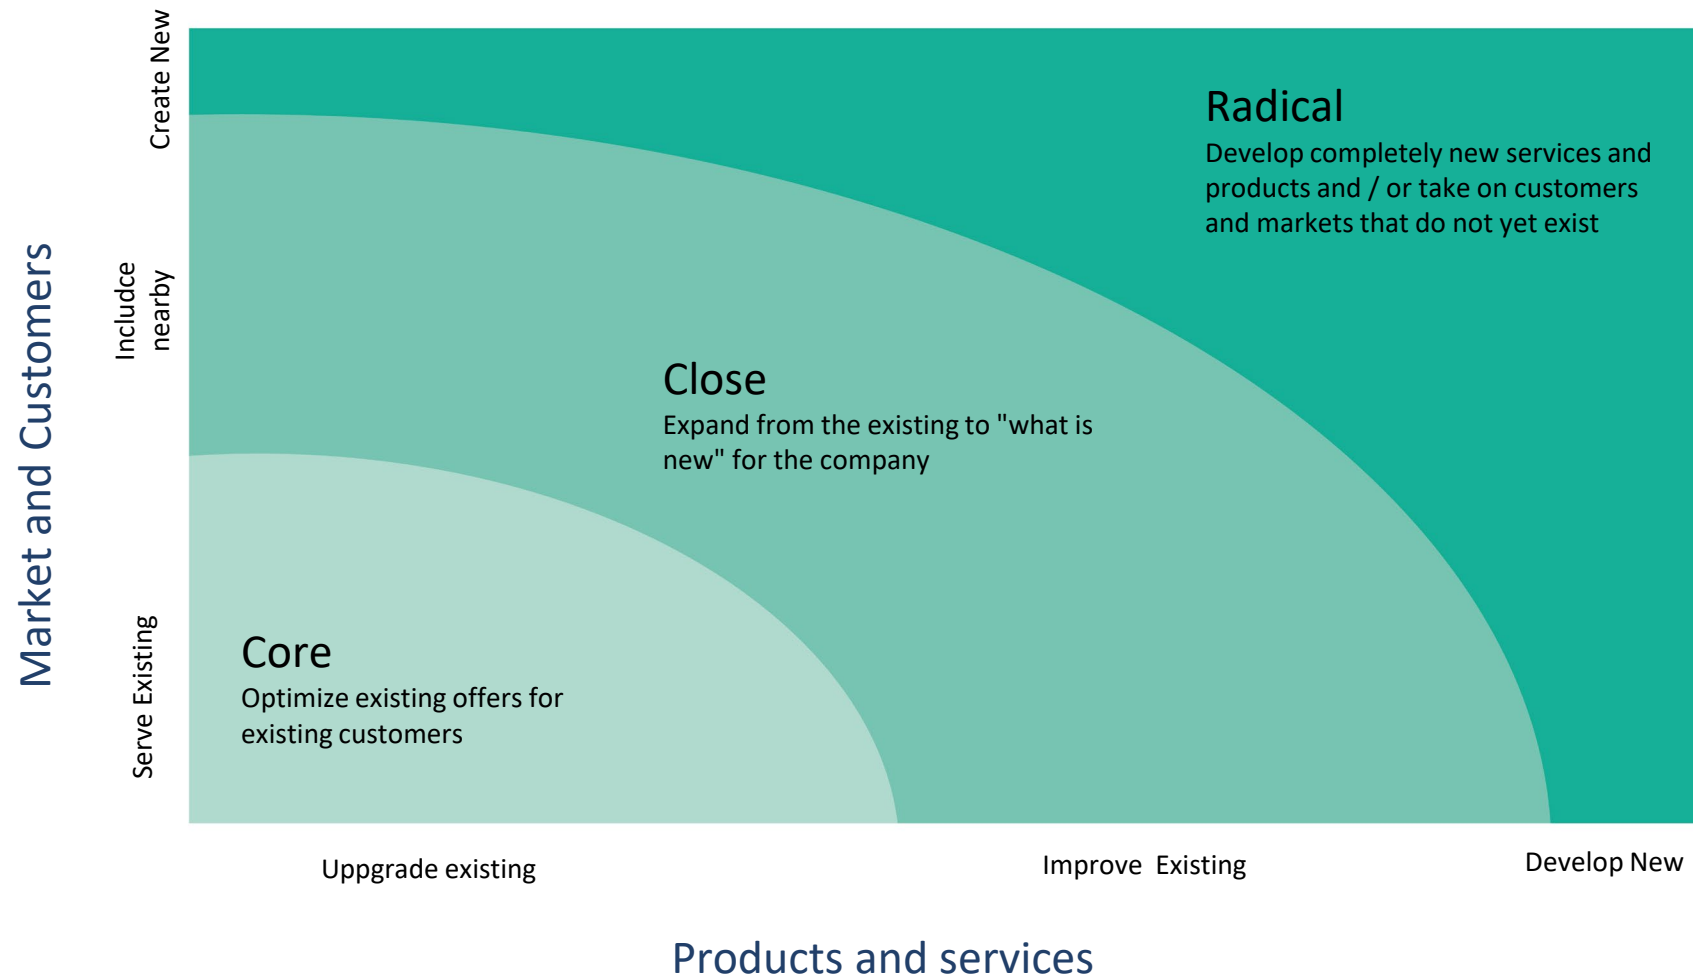 Market and Customers
Create New
Includce
nearby
Serve Existing
Radical
Develop completely new services and
products and / or take on customers
and markets that do not yet exist
Close
Expand from the existing to "what is
new" for the company
Core
Optimize existing offers for
existing customers
Uppgrade existing
Improve  Existing
Develop New
Products and services